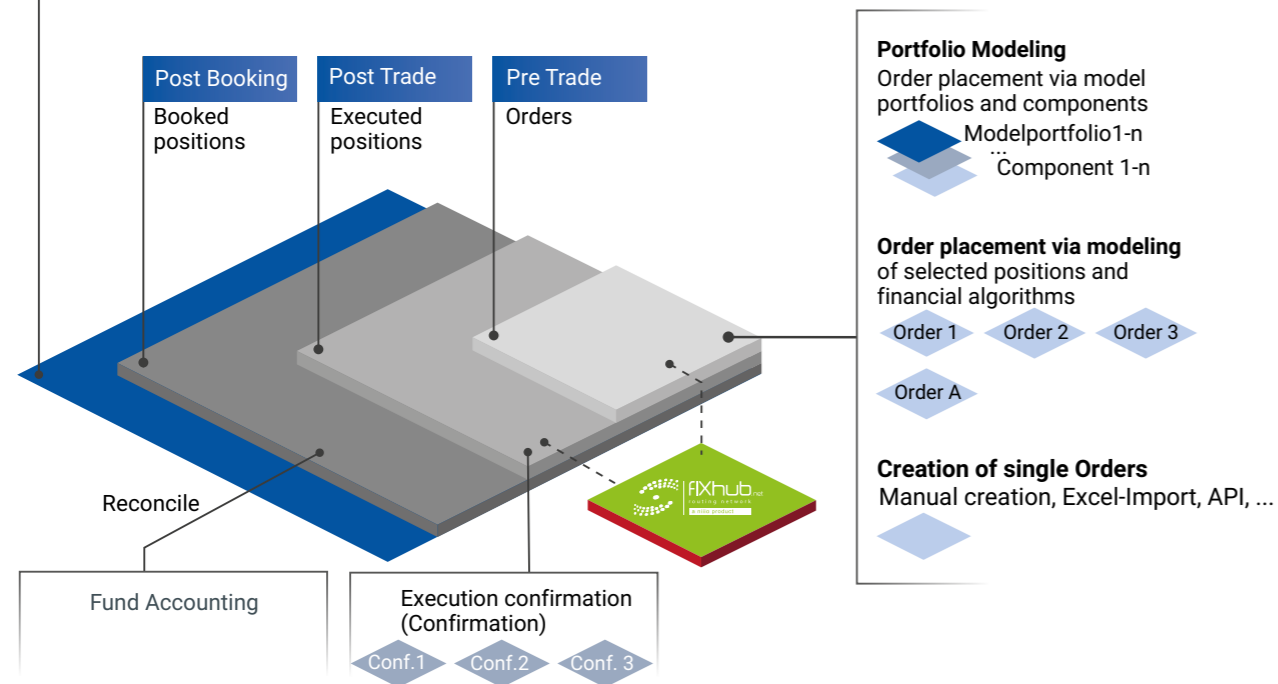 Post Booking
Booked
positions
Post Trade
Executed
positions
Pre Trade
Orders
Portfolio Modeling
Order placement via model
portfolios and components
Modelportfolio1-n
...
Component 1-n
Order placement via modeling
of selected positions and
financial algorithms
Order 1
Order 2
Order 3
Order A
Creation of single Orders
Manual creation, Excel-Import, API, ...
FIXhub.net
routing network
Reconcile
Fund Accounting
Execution confirmation
(Confirmation)
Conf.1
Conf.2
Conf. 3